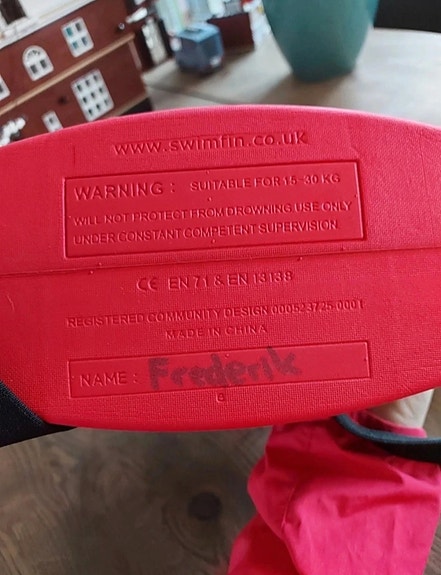 www.swimfin.co.uk
WARNING : SUITABLE FOR 15-30 KG
WILL NOT PROTECT FROM DROWNING USE ONLY
UNDER CONSTANT COMPETENT SUPERVISION
CE EN 71 & EN 13138
REGISTERED COMMUNITY DESIGN 000523725-0001
MADE IN CHINA
NAME : Frederik